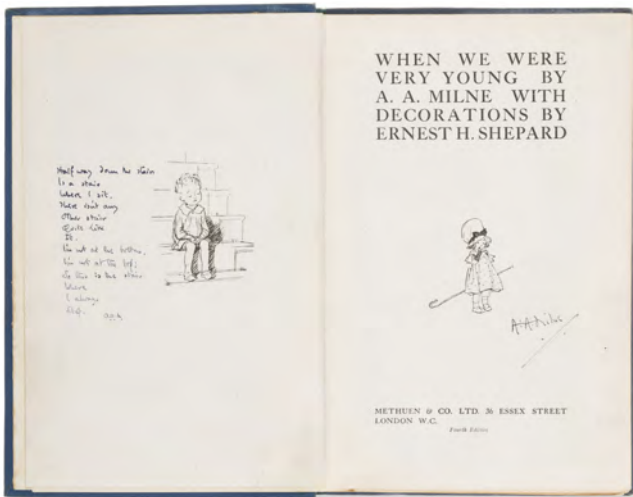 Half way down the stairs
Is a stair
Where I sit.
There isn't any
Other stair
Quite like
It.
I'm not at the bottom,
I'm not at the top;
So this is the stair
Where
I always
Stop.
WHEN WE WERE
VERY YOUNG BY
A. A. MILNE WITH
DECORATIONS BY
ERNEST H. SHEPARD
A. A. Milne
METHUEN & CO. LTD. 36 ESSEX STREET
LONDON W.C.
Fourth Edition